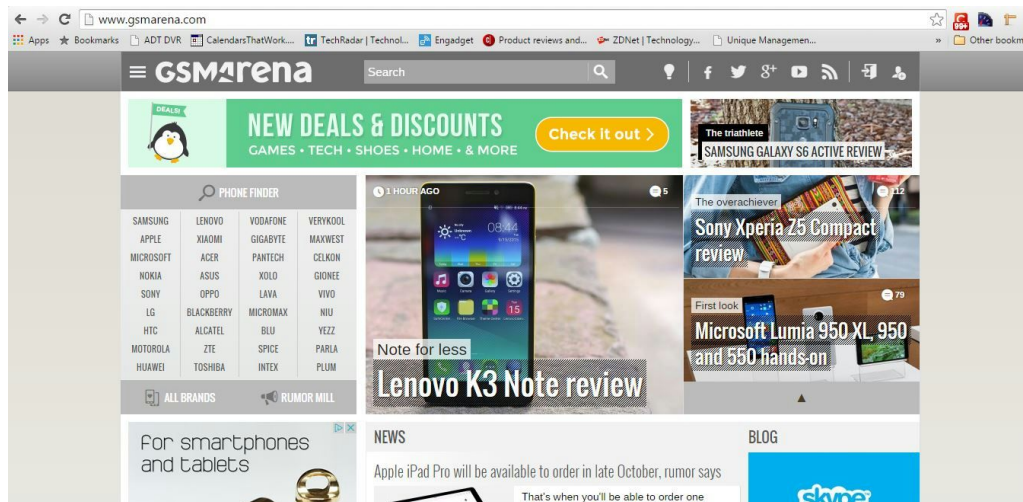 www.gsmarena.com
Apps
Bookmarks
ADT DVR
CalendarsThatWork....
TechRadar | Technol...
Engadget
Product reviews and...
ZDNet | Technology...
Unique Managemen...
»
Other bookm
GSMArena
Search
DEALS!
NEW DEALS & DISCOUNTS
GAMES • TECH • SHOES • HOME • & MORE
Check it out >
The triathlete
SAMSUNG GALAXY S6 ACTIVE REVIEW
PHONE FINDER
SAMSUNG LENOVO VODAFONE VERYKOOL
APPLE XIAOMI GIGABYTE MAXWEST
MICROSOFT ACER PANTECH CELKON
NOKIA ASUS XOLO GIONEE
SONY OPPO LAVA VIVO
LG BLACKBERRY MICROMAX NIU
HTC ALCATEL BLU YEZZ
MOTOROLA ZTE SPICE PARLA
HUAWEI TOSHIBA INTEX PLUM
ALL BRANDS RUMOR MILL
1 HOUR AGO
5
08:44
15
Note for less
Lenovo K3 Note review
112
The overachiever
Sony Xperia Z5 Compact
review
79
First look
Microsoft Lumia 950 XL, 950
and 550 hands-on
For smartphones
and tablets
NEWS
Apple iPad Pro will be available to order in late October, rumor says
That's when you'll be able to order one
BLOG
skype